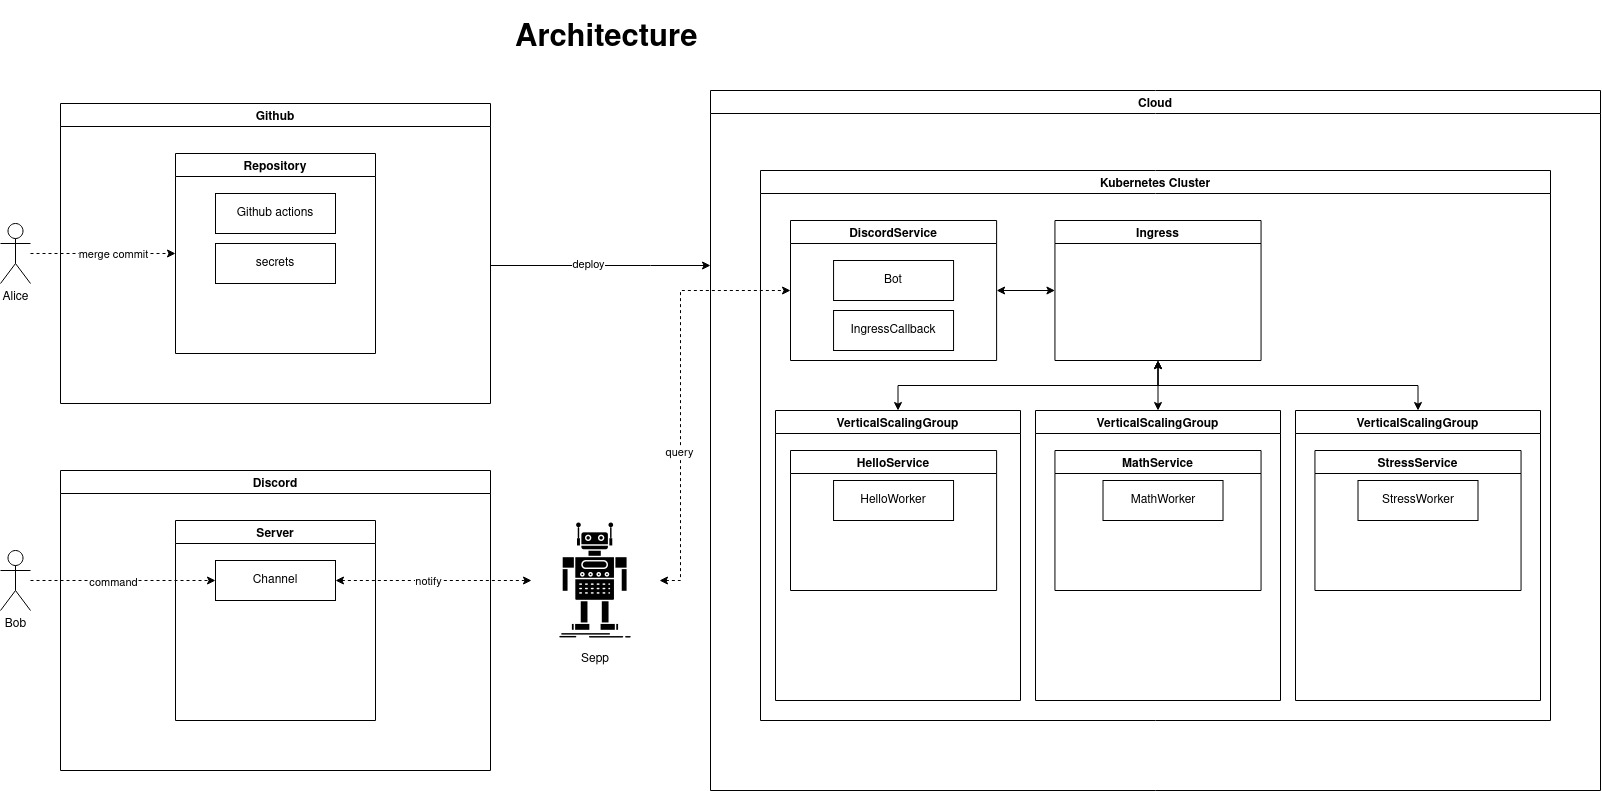 Architecture
Github
Repository
Github actions
secrets
merge commit
Alice
deploy
Discord
Server
Channel
command
notify
Bob
Sepp
query
Cloud
Kubernetes Cluster
DiscordService
Bot
IngressCallback
Ingress
VerticalScalingGroup
HelloService
HelloWorker
VerticalScalingGroup
MathService
MathWorker
VerticalScalingGroup
StressService
StressWorker